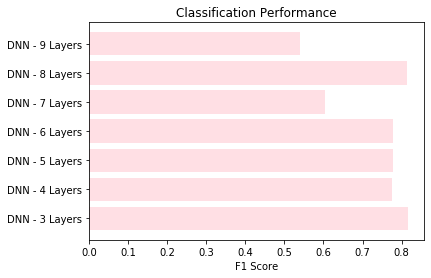 Classification Performance
DNN - 9 Layers
DNN - 8 Layers
DNN - 7 Layers
DNN - 6 Layers
DNN - 5 Layers
DNN - 4 Layers
DNN - 3 Layers
0.0 0.1 0.2 0.3 0.4 0.5 0.6 0.7 0.8
F1 Score